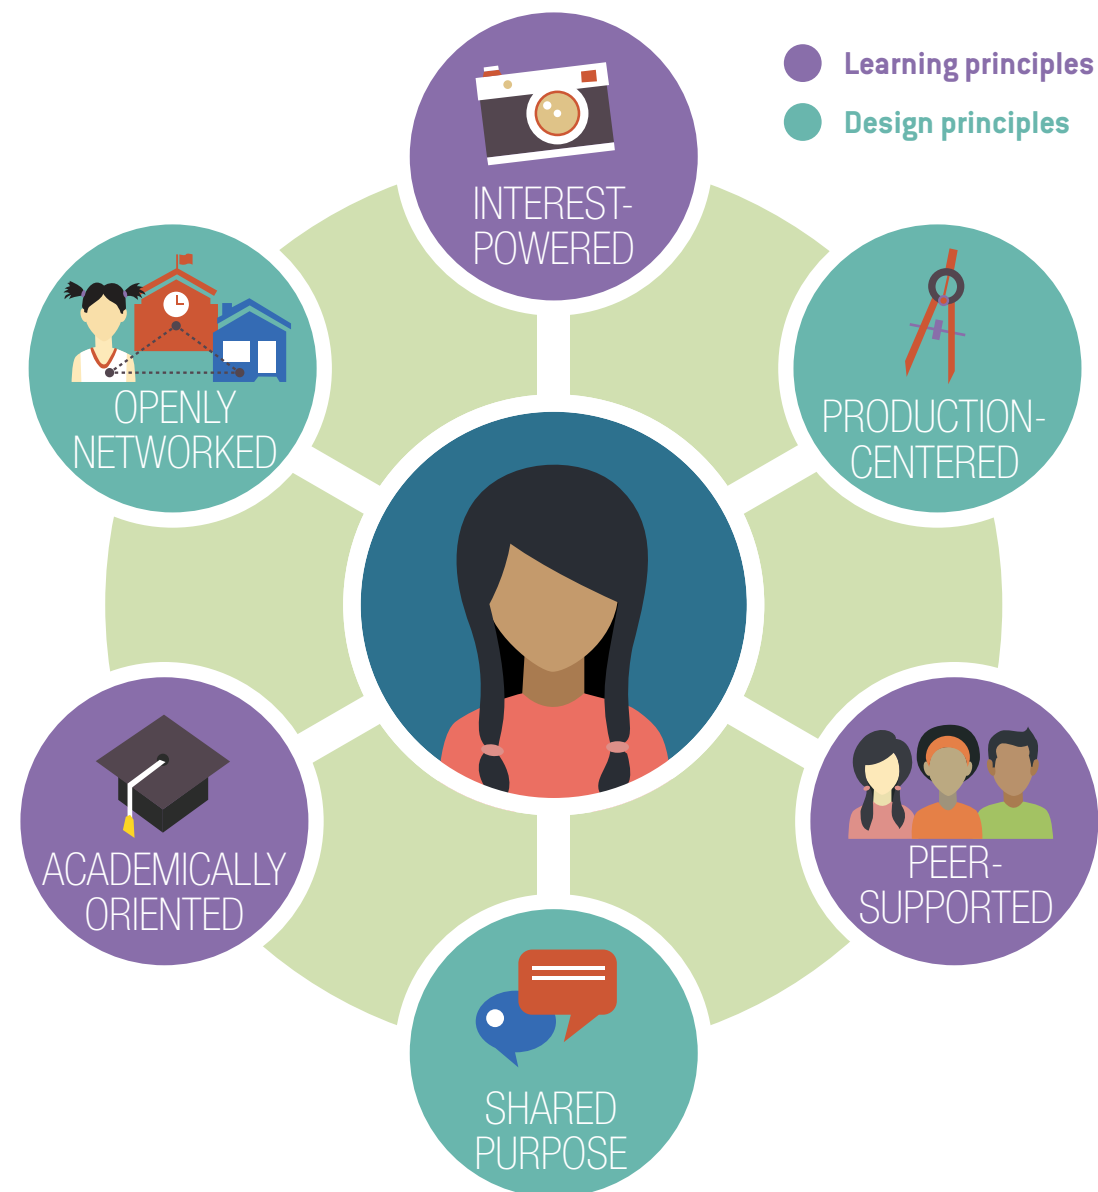 Learning principles
Design principles
INTEREST-
POWERED
OPENLY
NETWORKED
PRODUCTION-
CENTERED
ACADEMICALLY
ORIENTED
PEER-
SUPPORTED
SHARED
PURPOSE